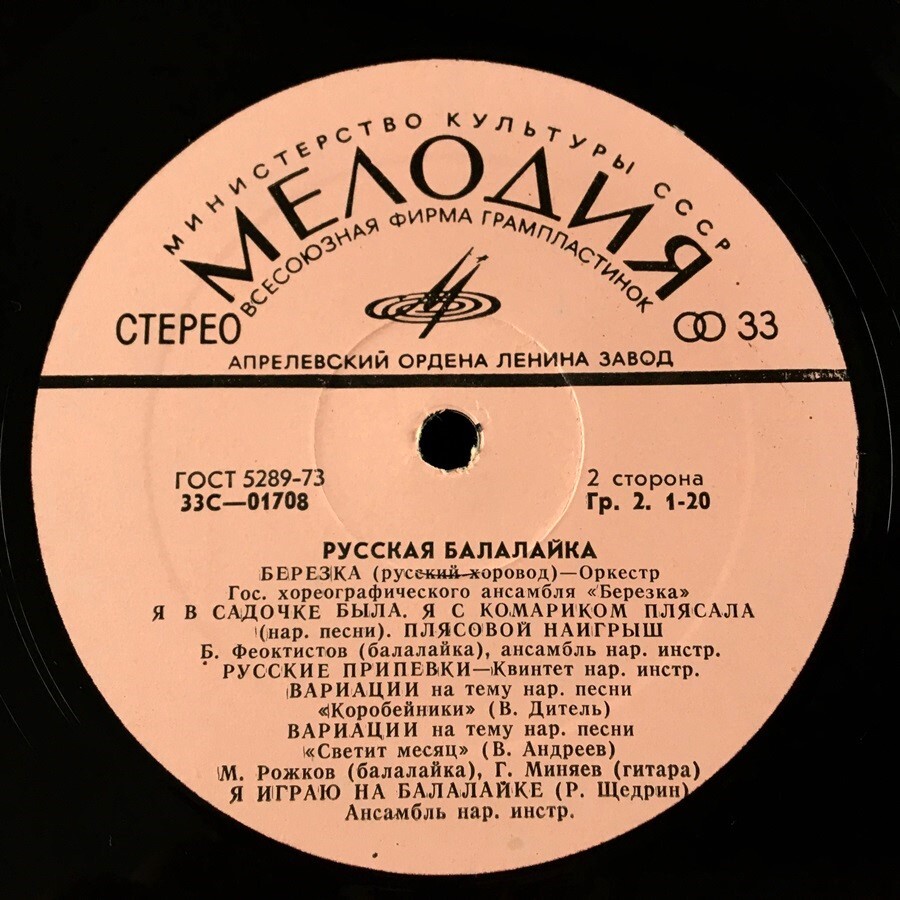 МИНИСТЕРСТВО КУЛЬТУРЫ СССР
МЕЛОДИЯ
ВСЕСОЮЗНАЯ ФИРМА ГРАМПЛАСТИНОК
СТЕРЕО
33
АПРЕЛЕВСКИЙ ОРДЕНА ЛЕНИНА ЗАВОД
ГОСТ 5289-73
33С—01708
2 сторона
Гр. 2. 1-20
РУССКАЯ БАЛАЛАЙКА
БЕРЕЗКА (русский хоровод)—Оркестр
Гос. хореографического ансамбля «Березка»
Я В САДОЧКЕ БЫЛА. Я С КОМАРИКОМ ПЛЯСАЛА
(нар. песни). ПЛЯСОВОЙ НАИГРЫШ
Б. Феоктистов (балалайка), ансамбль нар. инстр.
РУССКИЕ ПРИПЕВКИ—Квинтет нар. инстр.
ВАРИАЦИИ на тему нар. песни
«Коробейники» (В. Дитель)
ВАРИАЦИИ на тему нар. песни
«Светит месяц» (В. Андреев)
М. Рожков (балалайка), Г. Миняев (гитара)
Я ИГРАЮ НА БАЛАЛАЙКЕ (Р. Щедрин)
Ансамбль нар. инстр.